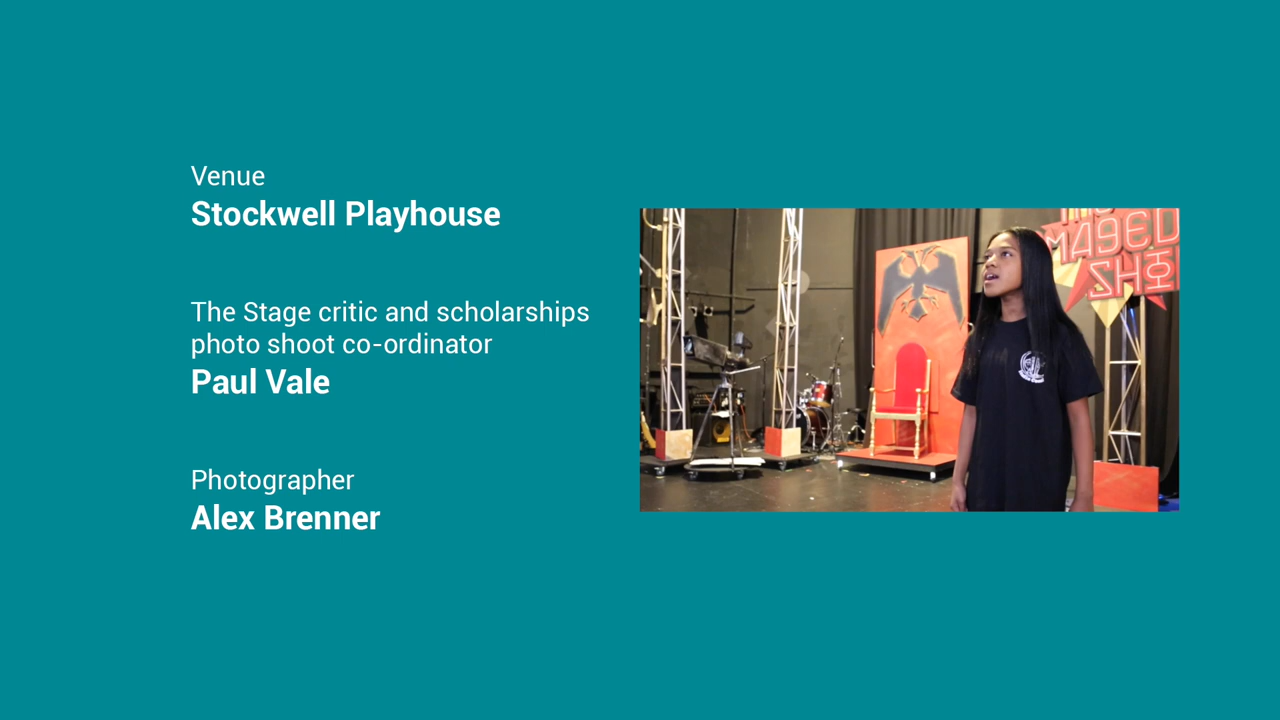 Venue
Stockwell Playhouse
The Stage critic and scholarships
photo shoot co-ordinator
Paul Vale
Photographer
Alex Brenner